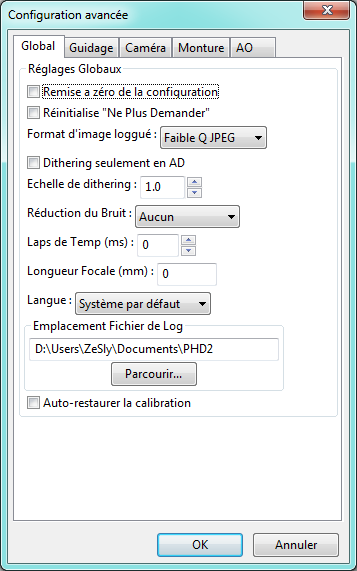 Configuration avancée
Global Guidage Caméra Monture AO
Réglages Globaux
Remise a zéro de la configuration
Réinitialise "Ne Plus Demander"
Format d'image loggué : Faible Q JPEG
Dithering seulement en AD
Echelle de dithering : 1.0
Réduction du Bruit : Aucun
Laps de Temp (ms) : 0
Longueur Focale (mm) : 0
Langue : Système par défaut
Emplacement Fichier de Log
D:\Users\ZeSly\Documents\PHD2
Parcourir...
Auto-restaurer la calibration
OK Annuler